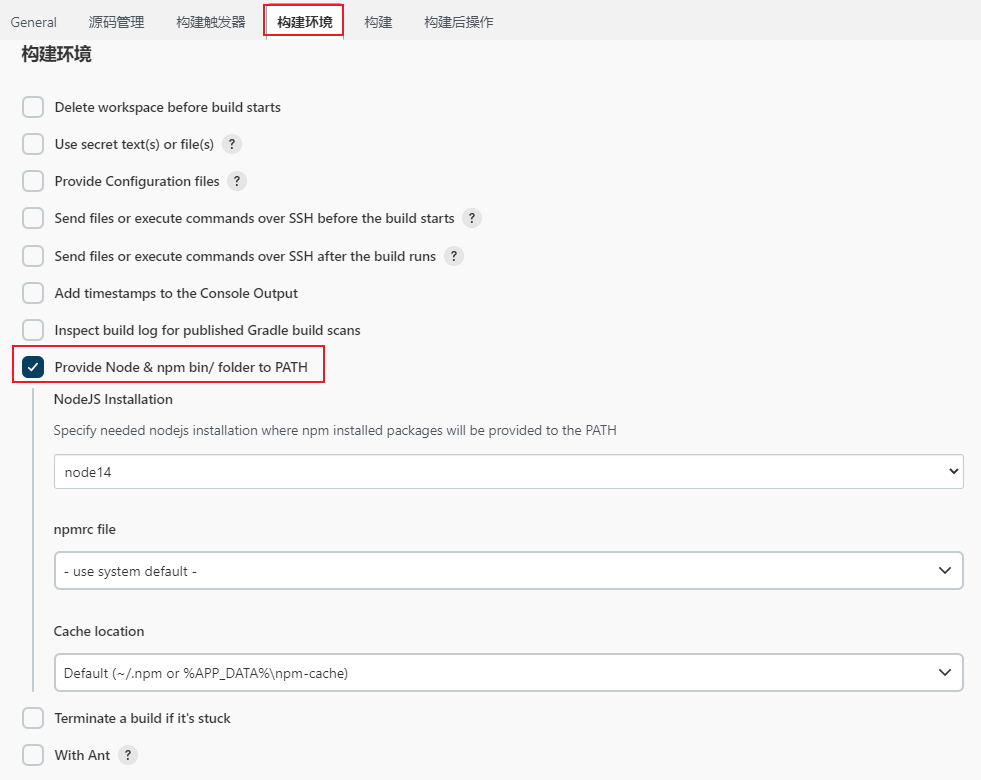 General 源码管理 构建触发器 构建环境 构建 构建后操作
构建环境
Delete workspace before build starts
Use secret text(s) or file(s) ?
Provide Configuration files ?
Send files or execute commands over SSH before the build starts ?
Send files or execute commands over SSH after the build runs ?
Add timestamps to the Console Output
Inspect build log for published Gradle build scans
Provide Node & npm bin/ folder to PATH
NodeJS Installation
Specify needed nodejs installation where npm installed packages will be provided to the PATH
node14
npmrc file
- use system default -
Cache location
Default (~/.npm or %APP_DATA%\npm-cache)
Terminate a build if it's stuck
With Ant ?